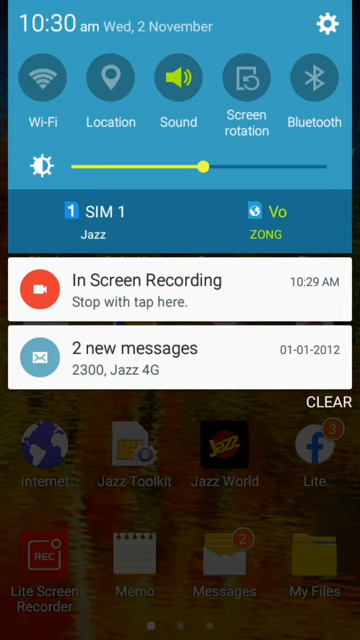 10:30 am Wed, 2 November
Wi-Fi
Location
Sound
Screen
rotation
Bluetooth
1 SIM 1
Jazz
Vo
ZONG
In Screen Recording
10:29 AM
Stop with tap here.
2 new messages
01-01-2012
2300, Jazz 4G
CLEAR
Jazz
3
Internet
Jazz Toolkit
Jazz World
Lite
REC
2
Lite Screen
Recorder
Memo
Messages
My Files